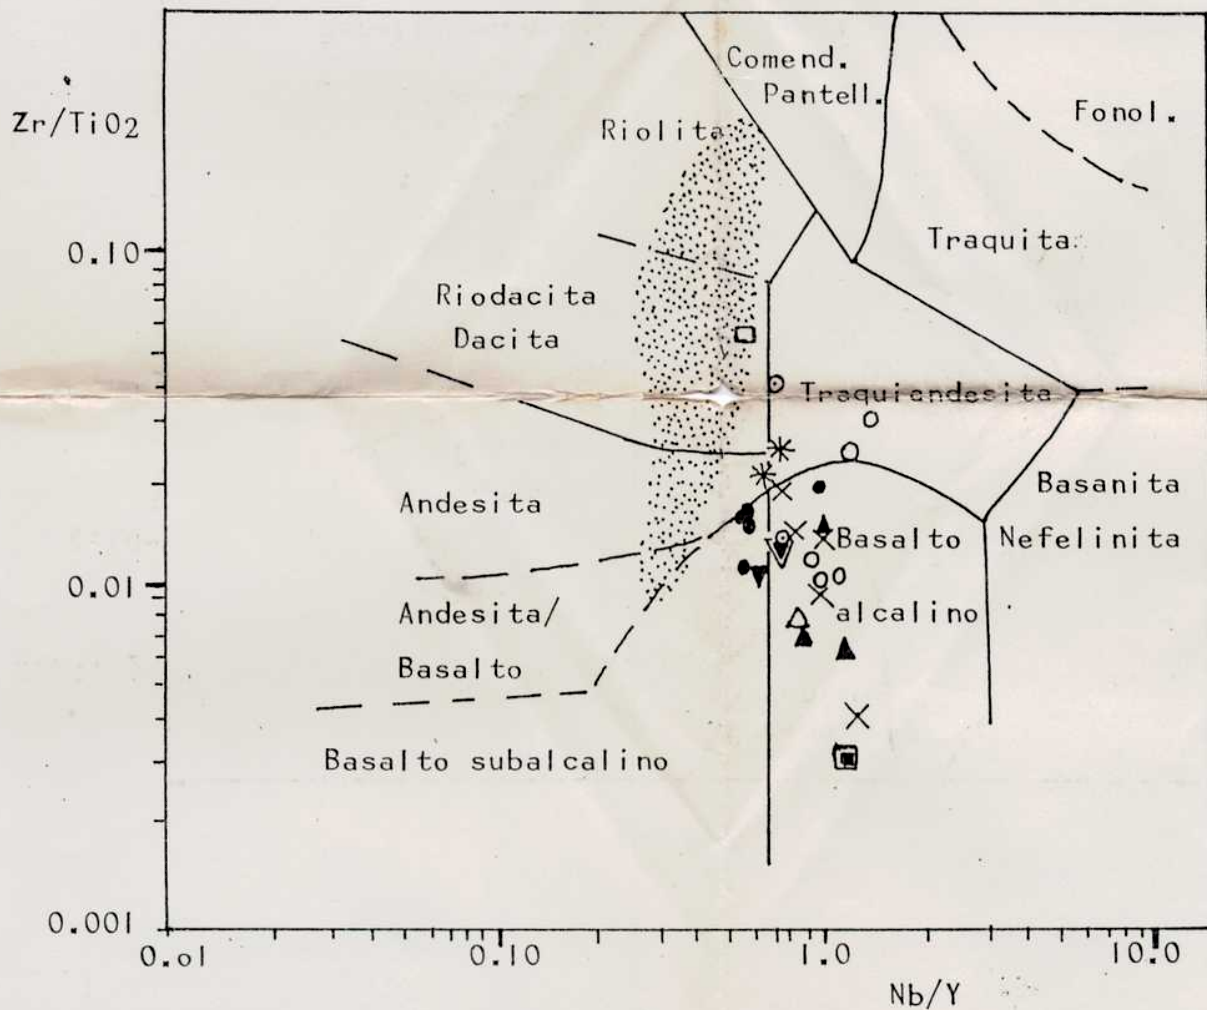 Comend.
Pantell.
Fonol.
Zr/TiO2
Riolita
Traquita
0.10
Riodacita
Dacita
Traquiandesita
Andesita
Basanita
Basalto
Nefelinita
0.01
Andesita/
alcalino
Basalto
Basalto subalcalino
0.001
0.01
0.10
1.0
10.0
Nb/Y